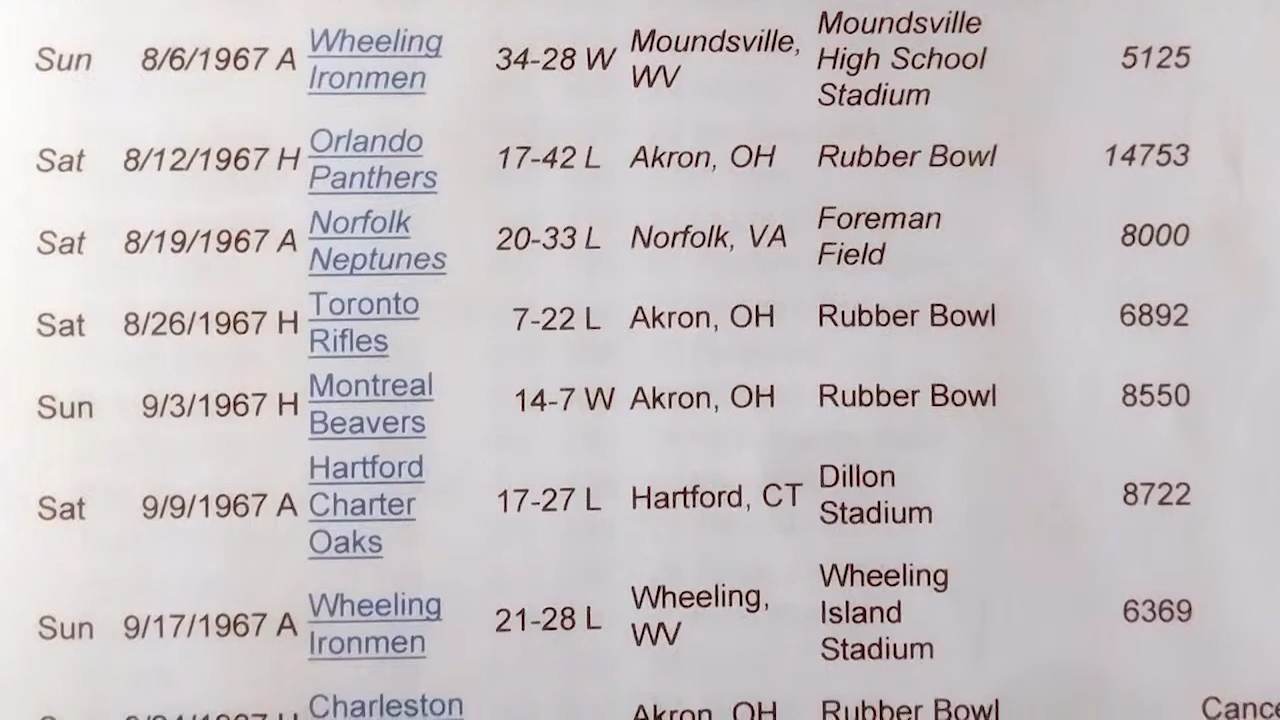 Sun 8/6/1967 A Wheeling Ironmen 34-28 W Moundsville, WV Moundsville High School Stadium 5125
Sat 8/12/1967 H Orlando Panthers 17-42 L Akron, OH Rubber Bowl 14753
Sat 8/19/1967 A Norfolk Neptunes 20-33 L Norfolk, VA Foreman Field 8000
Sat 8/26/1967 H Toronto Rifles 7-22 L Akron, OH Rubber Bowl 6892
Sun 9/3/1967 H Montreal Beavers 14-7 W Akron, OH Rubber Bowl 8550
Sat 9/9/1967 A Hartford Charter Oaks 17-27 L Hartford, CT Dillon Stadium 8722
Sun 9/17/1967 A Wheeling Ironmen 21-28 L Wheeling, WV Wheeling Island Stadium 6369
Charleston Akron, OH Rubber Bowl